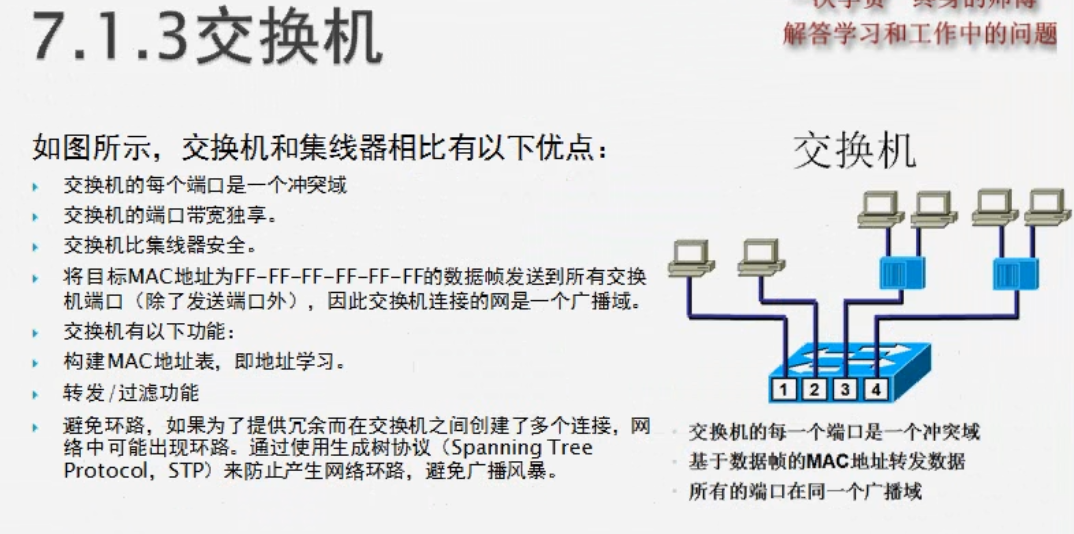 解答学习和工作中的问题
7.1.3交换机
如图所示，交换机和集线器相比有以下优点：
交换机的每个端口是一个冲突域
交换机的端口带宽独享。
交换机比集线器安全。
将目标MAC地址为FF-FF-FF-FF-FF-FF的数据帧发送到所有交换
机端口（除了发送端口外），因此交换机连接的网是一个广播域。
交换机有以下功能：
构建MAC地址表，即地址学习。
转发/过滤功能
避免环路，如果为了提供冗余而在交换机之间创建了多个连接，网
络中可能出现环路。通过使用生成树协议（Spanning Tree
Protocol，STP）来防止产生网络环路，避免广播风暴。
交换机
1 2 3 4
交换机的每一个端口是一个冲突域
基于数据帧的MAC地址转发数据
所有的端口在同一个广播域